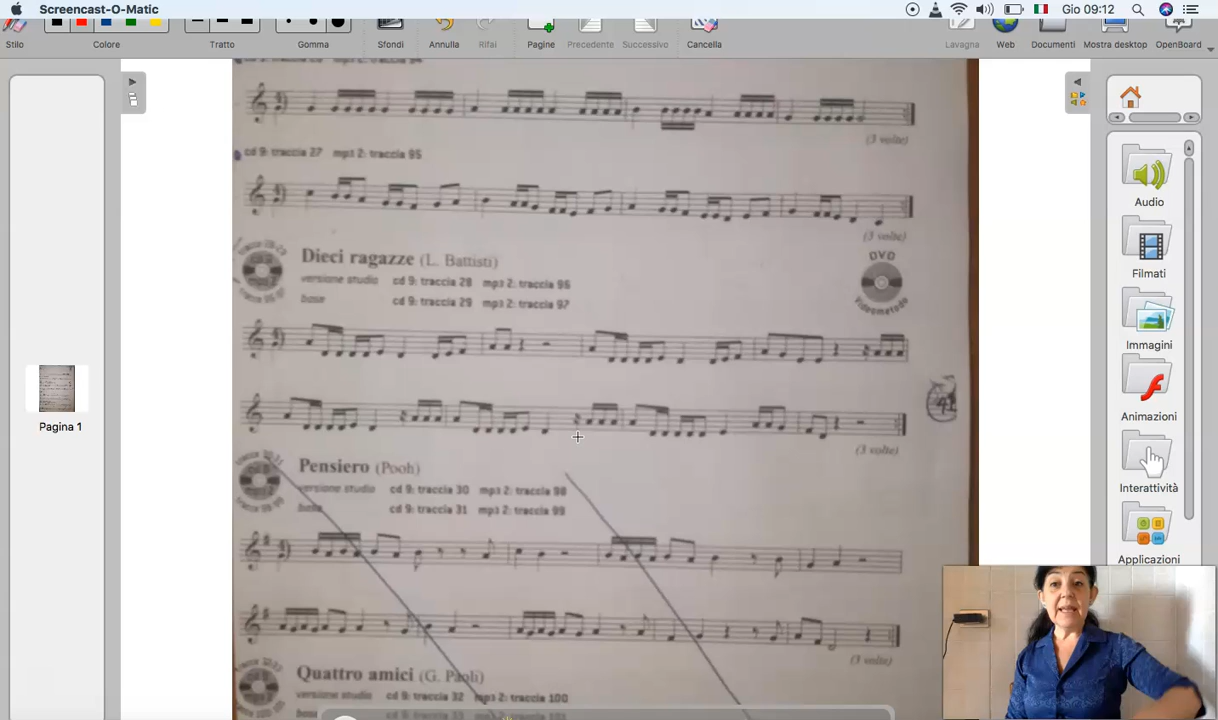 Screencast-O-Matic
Gio 09:12
Stilo
Colore
Tratto
Gomma
Sfondi
Annulla
Rifai
Pagine
Precedente
Successivo
Cancella
Lavagna
Web
Documenti
Mostra desktop
OpenBoard
(3 volte)
cd 9: traccia 27 mp3 2: traccia 95
(3 volte)
Dieci ragazze (L. Battisti)
versione studio cd 9: traccia 28 mp3 2: traccia 96
base cd 9: traccia 29 mp3 2: traccia 97
DVD
Videometodo
(3 volte)
Pensiero (Pooh)
versione studio cd 9: traccia 30 mp3 2: traccia 98
base cd 9: traccia 31 mp3 2: traccia 99
(3 volte)
Quattro amici (G. Paoli)
versione studio cd 9: traccia 32 mp3 2: traccia 100
Pagina 1
Audio
Filmati
Immagini
Animazioni
Interattività
Applicazioni